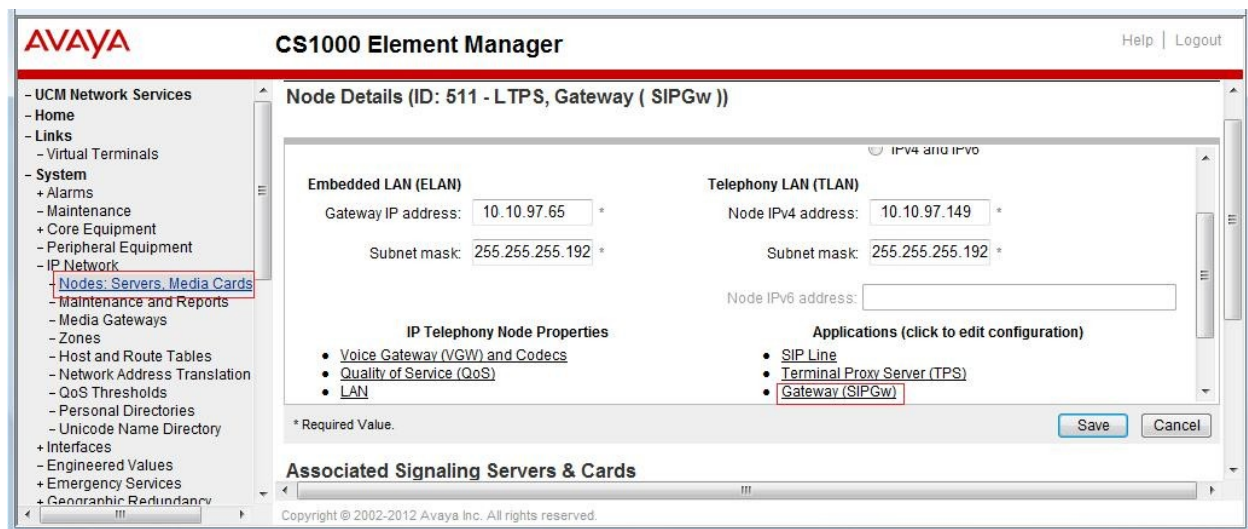 AVAYA
CS1000 Element Manager
Help | Logout
- UCM Network Services
- Home
- Links
- Virtual Terminals
- System
+ Alarms
- Maintenance
+ Core Equipment
- Peripheral Equipment
- IP Network
- Nodes: Servers, Media Cards
- Maintenance and Reports
- Media Gateways
- Zones
- Host and Route Tables
- Network Address Translation
- QoS Thresholds
- Personal Directories
- Unicode Name Directory
+ Interfaces
- Engineered Values
+ Emergency Services
+ Geographic Redundancy
Node Details (ID: 511 - LTPS, Gateway ( SIPGw ))
IPv4 and IPv6
Embedded LAN (ELAN)
Gateway IP address: 10.10.97.65 *
Subnet mask: 255.255.255.192 *
Telephony LAN (TLAN)
Node IPv4 address: 10.10.97.149 *
Subnet mask: 255.255.255.192 *
Node IPv6 address:
IP Telephony Node Properties
• Voice Gateway (VGW) and Codecs
• Quality of Service (QoS)
• LAN
Applications (click to edit configuration)
• SIP Line
• Terminal Proxy Server (TPS)
• Gateway (SIPGw)
* Required Value.
Save
Cancel
Associated Signaling Servers & Cards
Copyright © 2002-2012 Avaya Inc. All rights reserved.